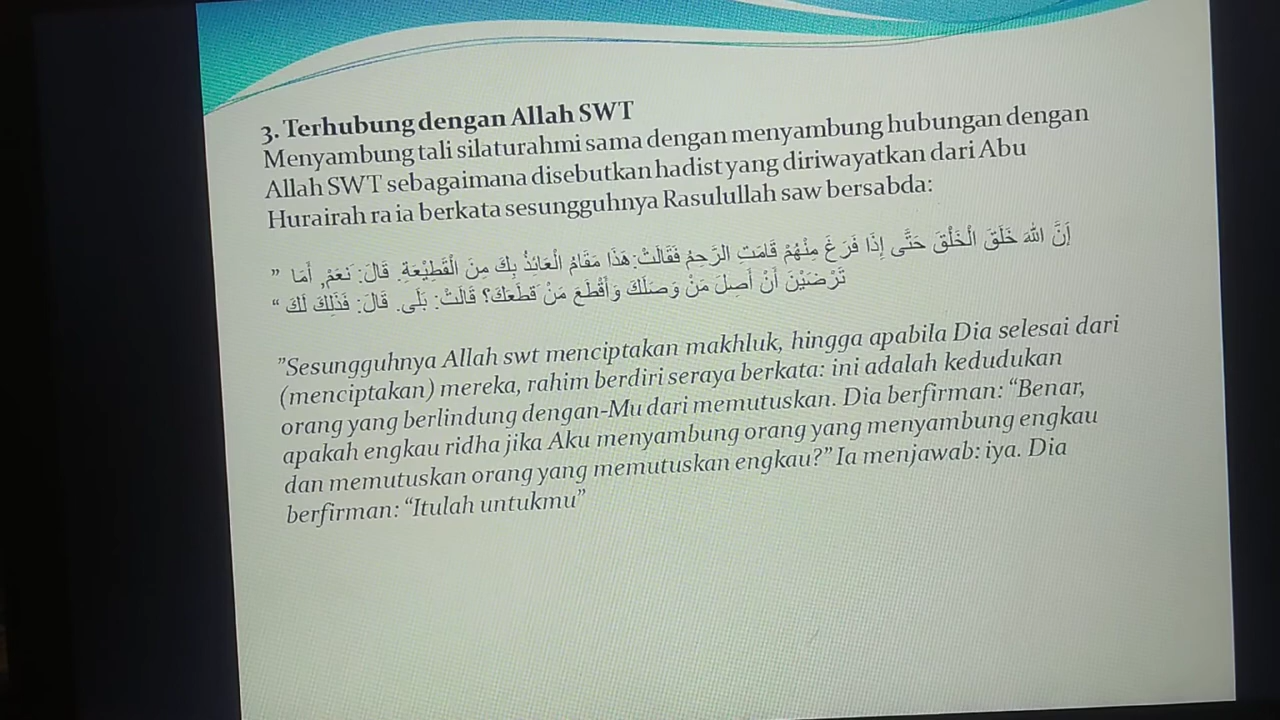 3. Terhubung dengan Allah SWT
Menyambung tali silaturahmi sama dengan menyambung hubungan dengan
Allah SWT sebagaimana disebutkan hadist yang diriwayatkan dari Abu
Hurairah ra ia berkata sesungguhnya Rasulullah saw bersabda:
إَنَّ اللهَ خَلَقَ الْخَلْقَ حَتَّى إِذَا فَرَغَ مِنْهُمْ قَامَتِ الرَّحِمُ فَقَالَتْ: هَذَا مَقَامُ الْعَائِذُ بِكَ مِنَ الْقَطِيْعَةِ. قَالَ: نَعَمْ, أَمَا ”
تَرْضَيْنَ أَنْ أَصِلَ مَنْ وَصَلَكَ وَأَقْطَعَ مَنْ قَطَعَكَ؟ قَالَتْ: بَلَى. قَالَ: فَذَلِكَ لَكَ “
”Sesungguhnya Allah swt menciptakan makhluk, hingga apabila Dia selesai dari
(menciptakan) mereka, rahim berdiri seraya berkata: ini adalah kedudukan
orang yang berlindung dengan-Mu dari memutuskan. Dia berfirman: “Benar,
apakah engkau ridha jika Aku menyambung orang yang menyambung engkau
dan memutuskan orang yang memutuskan engkau?” Ia menjawab: iya. Dia
berfirman: “Itulah untukmu”